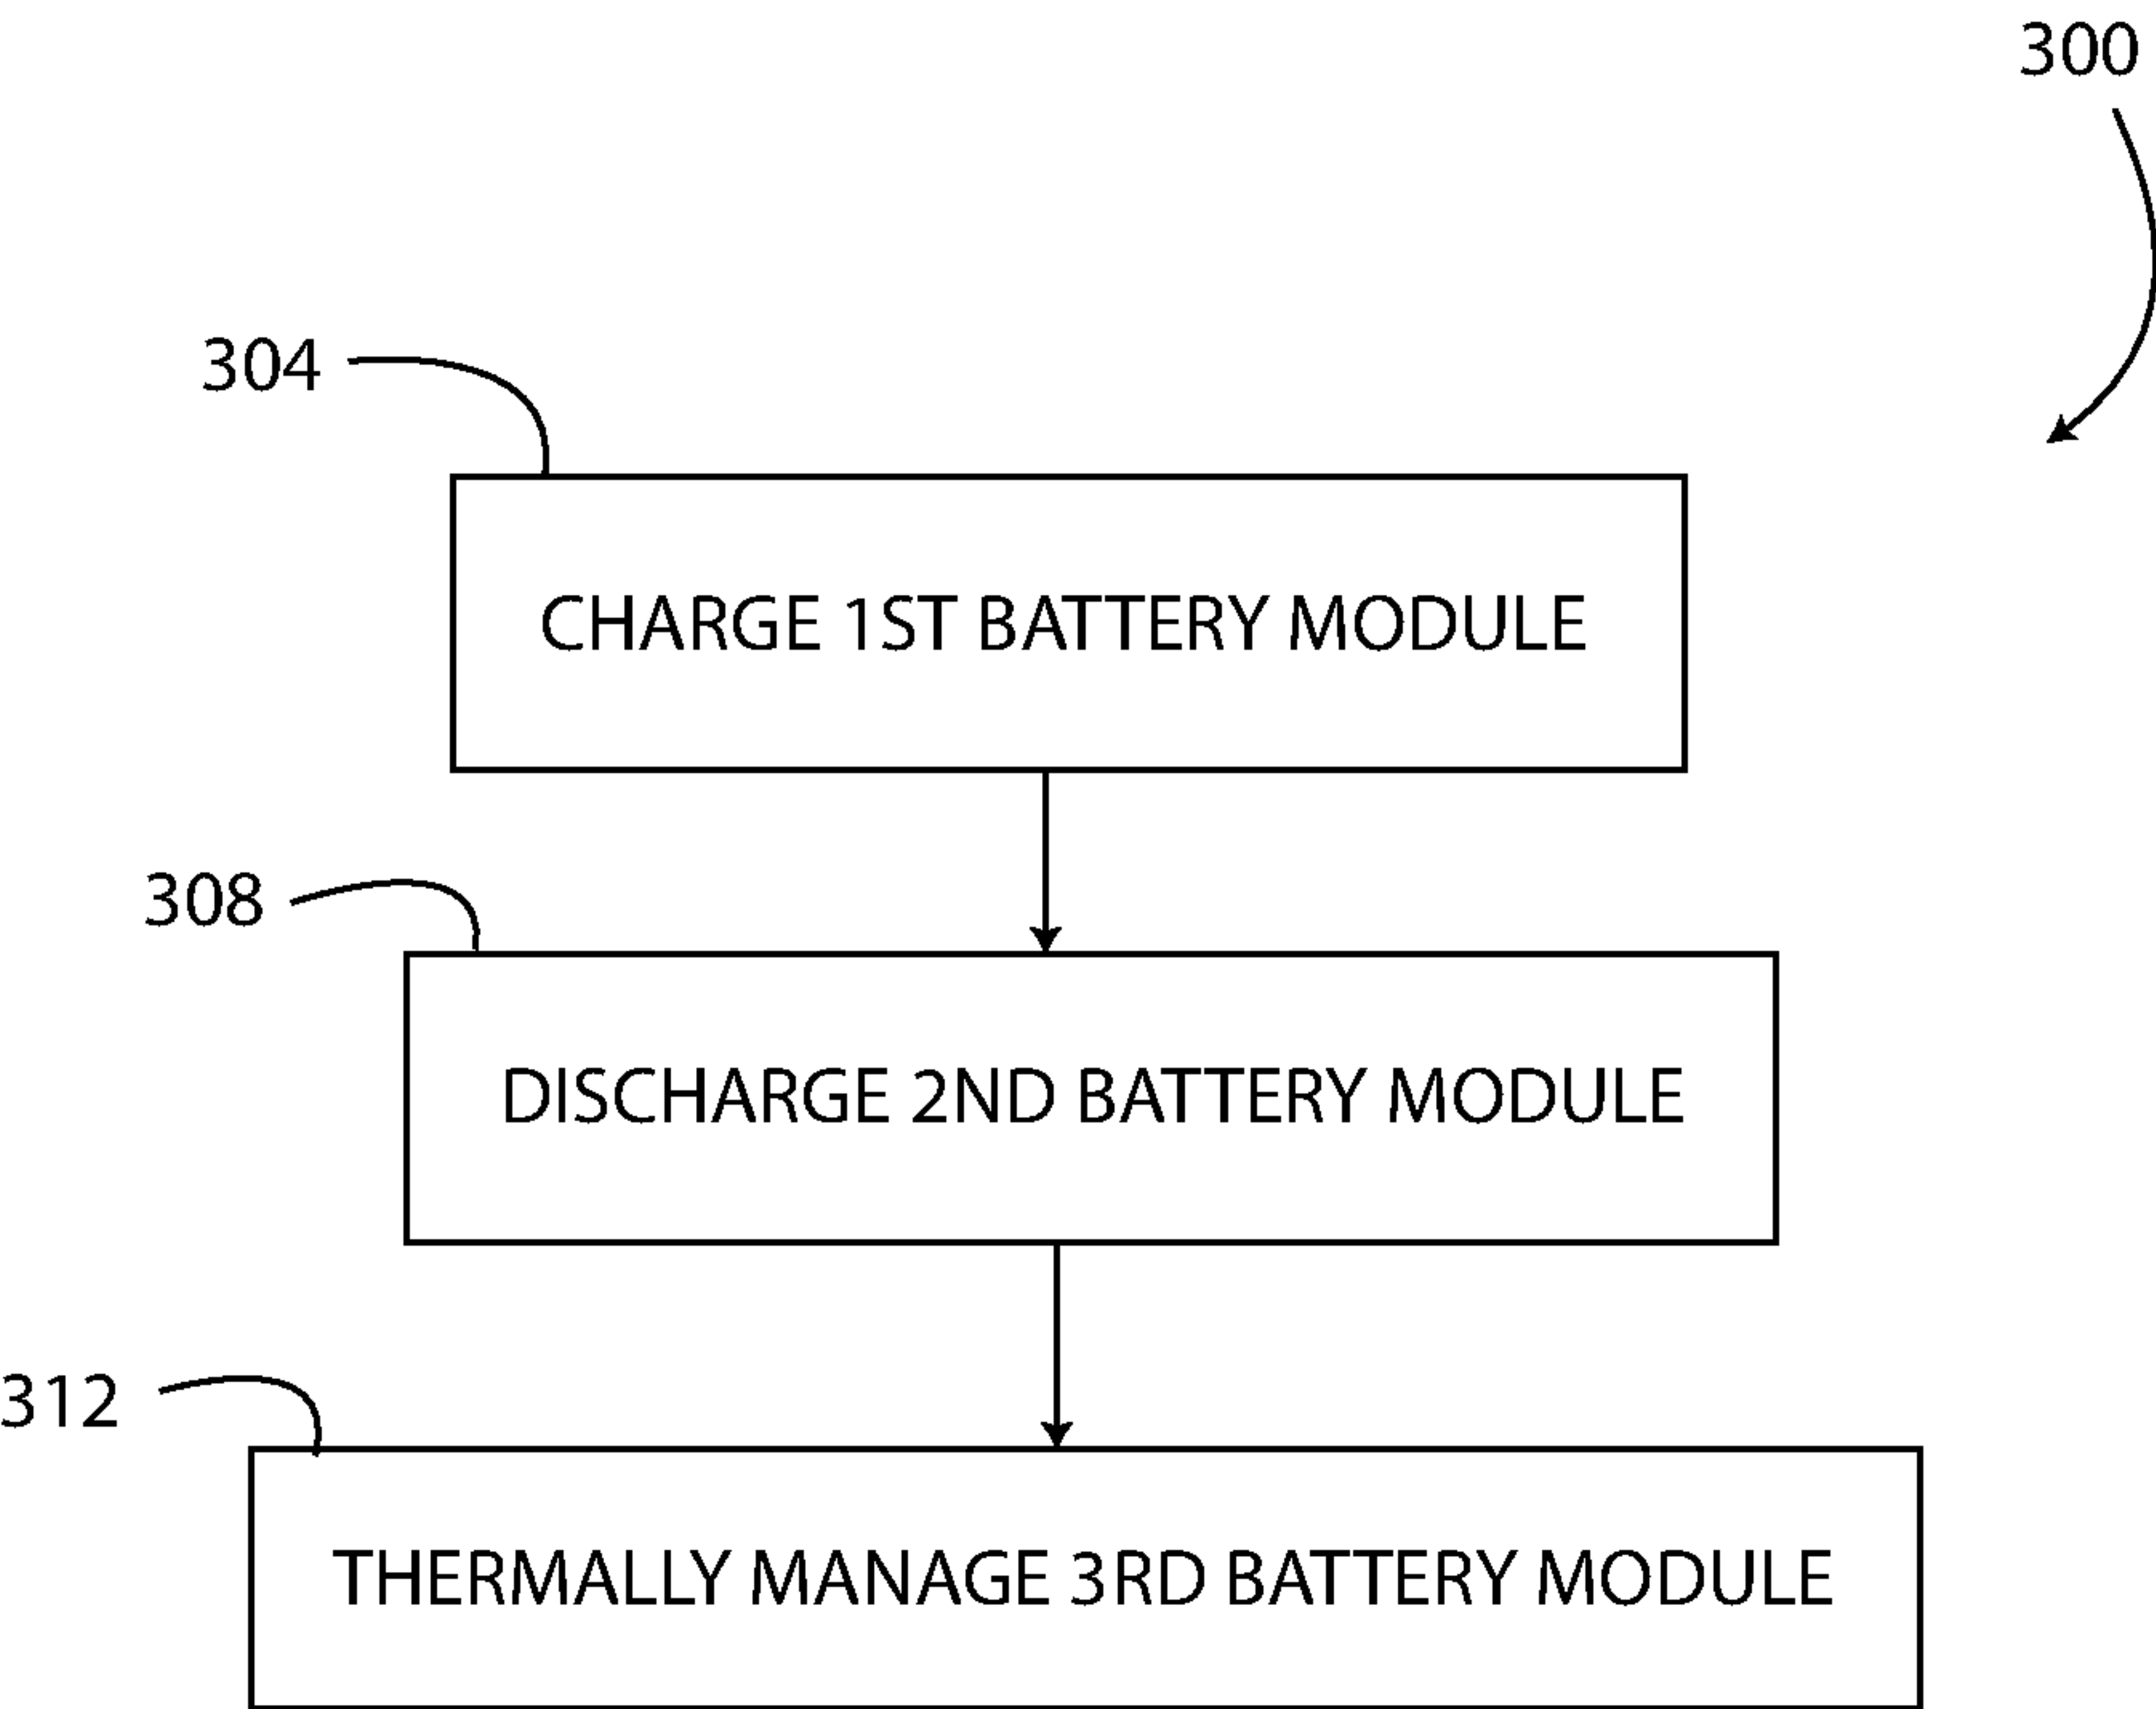 300
304
CHARGE 1ST BATTERY MODULE
308
DISCHARGE 2ND BATTERY MODULE
312
THERMALLY MANAGE 3RD BATTERY MODULE